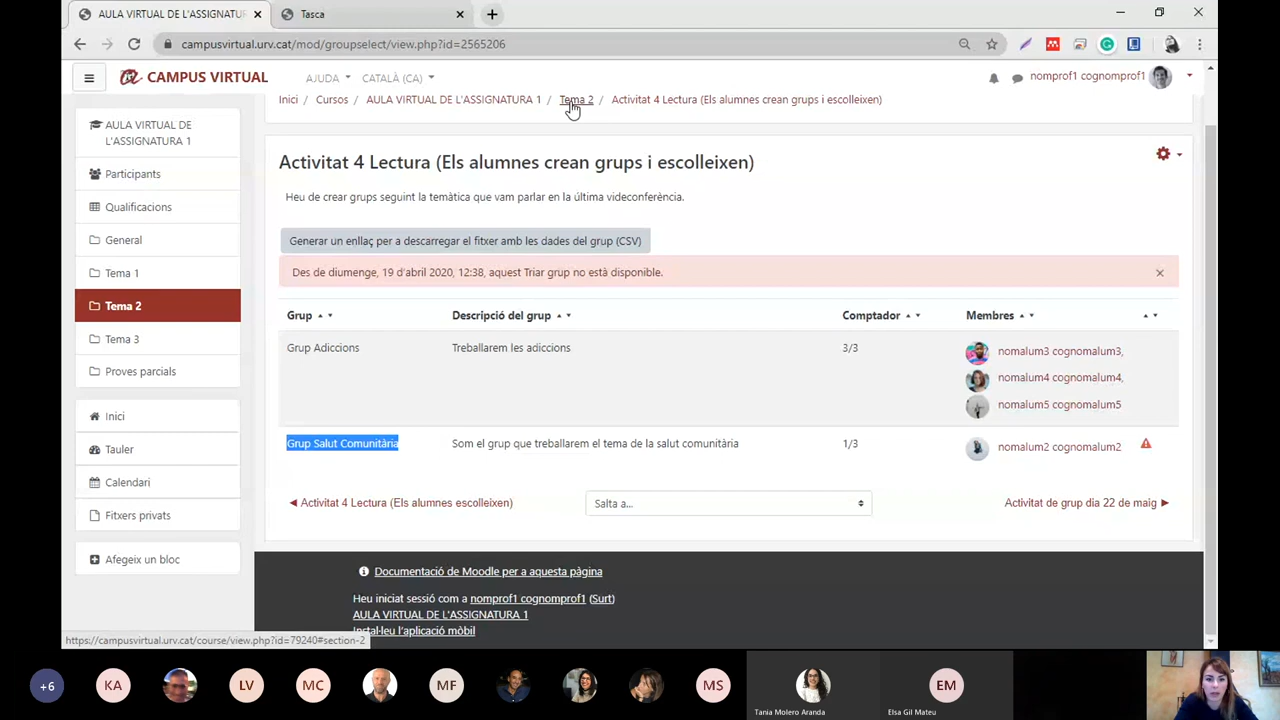 AULA VIRTUAL DE L'ASSIGNATUR
Tasca
campusvirtual.urv.cat/mod/groupselect/view.php?id=2565206
CAMPUS VIRTUAL
AJUDA
CATALÀ (CA)
nomprof1 cognomprof1
Inici / Cursos / AULA VIRTUAL DE L'ASSIGNATURA 1 / Tema 2 / Activitat 4 Lectura (Els alumnes crean grups i escolleixen)
AULA VIRTUAL DE
L'ASSIGNATURA 1
Participants
Qualificacions
General
Tema 1
Tema 2
Tema 3
Proves parcials
Inici
Tauler
Calendari
Fitxers privats
Afegeix un bloc
Activitat 4 Lectura (Els alumnes crean grups i escolleixen)
Heu de crear grups seguint la temàtica que vam parlar en la última videconferència.
Generar un enllaç per a descarregar el fitxer amb les dades del grup (CSV)
Des de diumenge, 19 d'abril 2020, 12:38, aquest Triar grup no està disponible.
Grup Descripció del grup Comptador Membres
Grup Adiccions Treballarem les adiccions 3/3 nomalum3 cognomalum3,
nomalum4 cognomalum4,
nomalum5 cognomalum5
Grup Salut Comunitària Som el grup que treballarem el tema de la salut comunitària 1/3 nomalum2 cognomalum2
◀ Activitat 4 Lectura (Els alumnes escolleixen) Salta a... Activitat de grup dia 22 de maig ▶
Documentació de Moodle per a aquesta pàgina
Heu iniciat sessió com a nomprof1 cognomprof1 (Surt)
AULA VIRTUAL DE L'ASSIGNATURA 1
Instal·leu l'aplicació mòbil
https://campusvirtual.urv.cat/course/view.php?id=79240#section-2
+6 KA LV MC MF MS EM
Tania Molero Aranda Elsa Gil Mateu